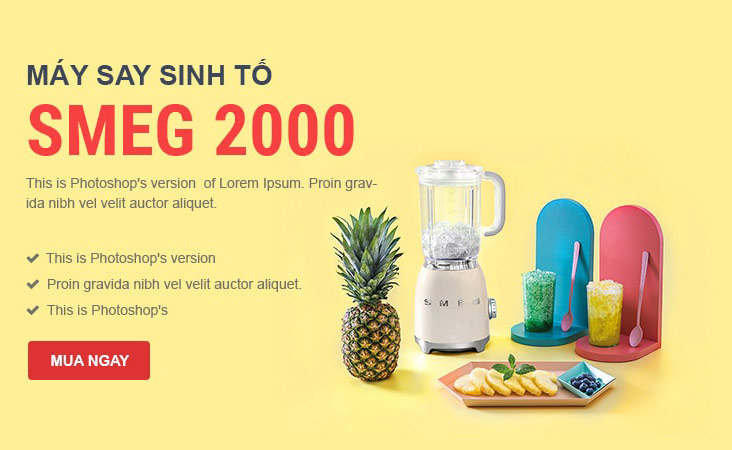 MÁY SAY SINH TỐ
SMEG 2000
This is Photoshop's version  of Lorem Ipsum. Proin grav-
ida nibh vel velit auctor aliquet.
This is Photoshop's version
Proin gravida nibh vel velit auctor aliquet.
This is Photoshop's
MUA NGAY